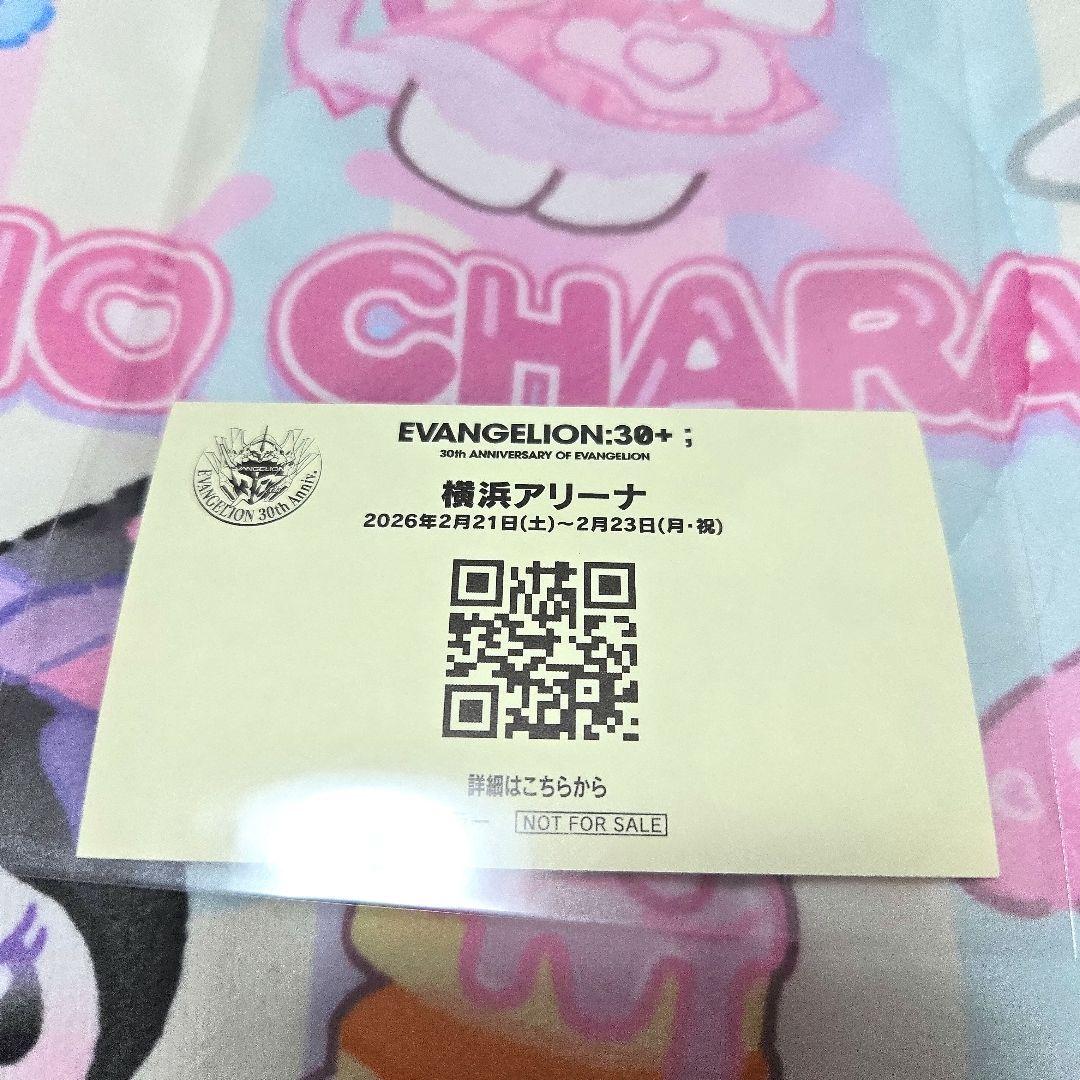 NO CHARA
EVANGELION:30+ ;
30th ANNIVERSARY OF EVANGELION
EVANGELION
EVANGELION 30th Anniv.
横浜アリーナ
2026年2月21日(土)~2月23日(月・祝)
詳細はこちらから
NOT FOR SALE